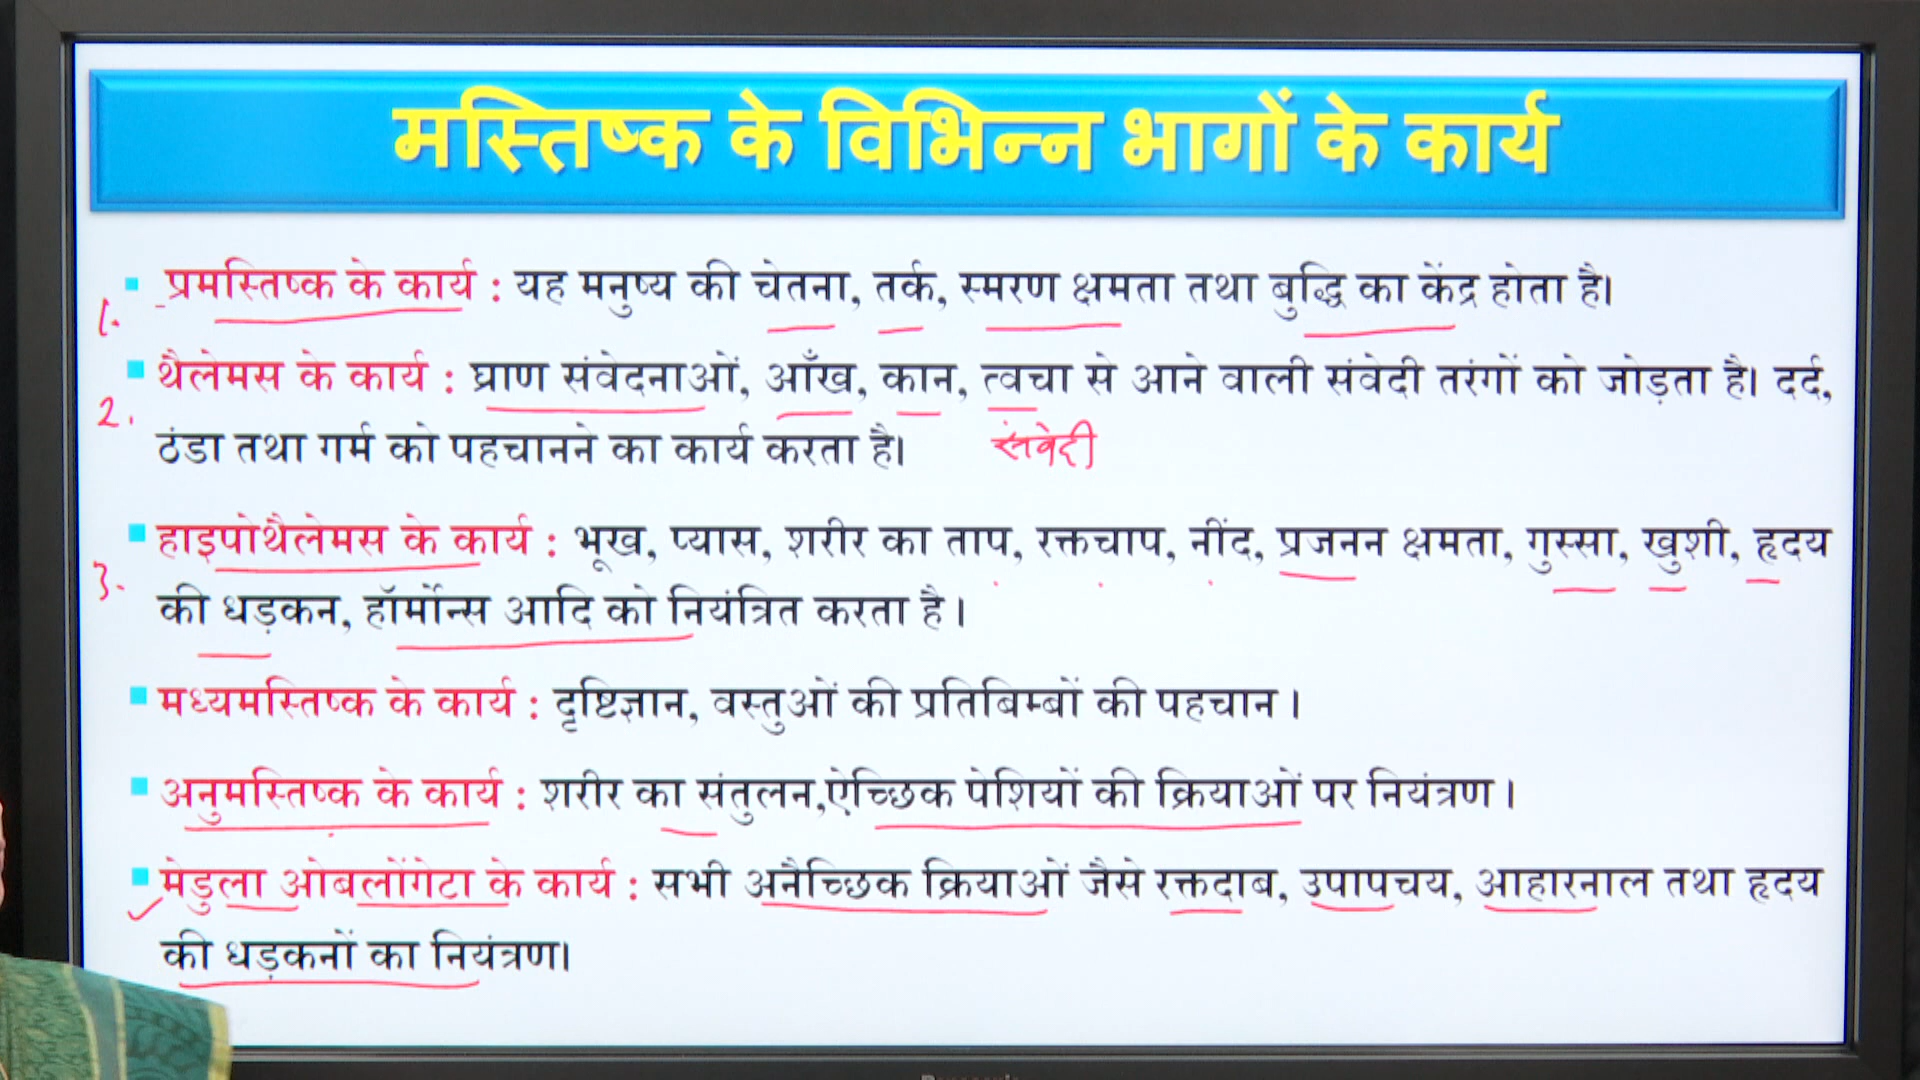 मस्तिष्क के विभिन्न भागों के कार्य
1. प्रमस्तिष्क के कार्य : यह मनुष्य की चेतना, तर्क, स्मरण क्षमता तथा बुद्धि का केंद्र होता है।
2. थैलेमस के कार्य : घ्राण संवेदनाओं, आँख, कान, त्वचा से आने वाली संवेदी तरंगों को जोड़ता है। दर्द,
ठंडा तथा गर्म को पहचानने का कार्य करता है। संवेदी
3. हाइपोथैलेमस के कार्य : भूख, प्यास, शरीर का ताप, रक्तचाप, नींद, प्रजनन क्षमता, गुस्सा, खुशी, हृदय
की धड़कन, हॉर्मोन्स आदि को नियंत्रित करता है ।
मध्यमस्तिष्क के कार्य : दृष्टिज्ञान, वस्तुओं की प्रतिबिम्बों की पहचान ।
अनुमस्तिष्क के कार्य : शरीर का संतुलन,ऐच्छिक पेशियों की क्रियाओं पर नियंत्रण ।
मेडुला ओबलोंगेटा के कार्य : सभी अनैच्छिक क्रियाओं जैसे रक्तदाब, उपापचय, आहारनाल तथा हृदय
की धड़कनों का नियंत्रण।